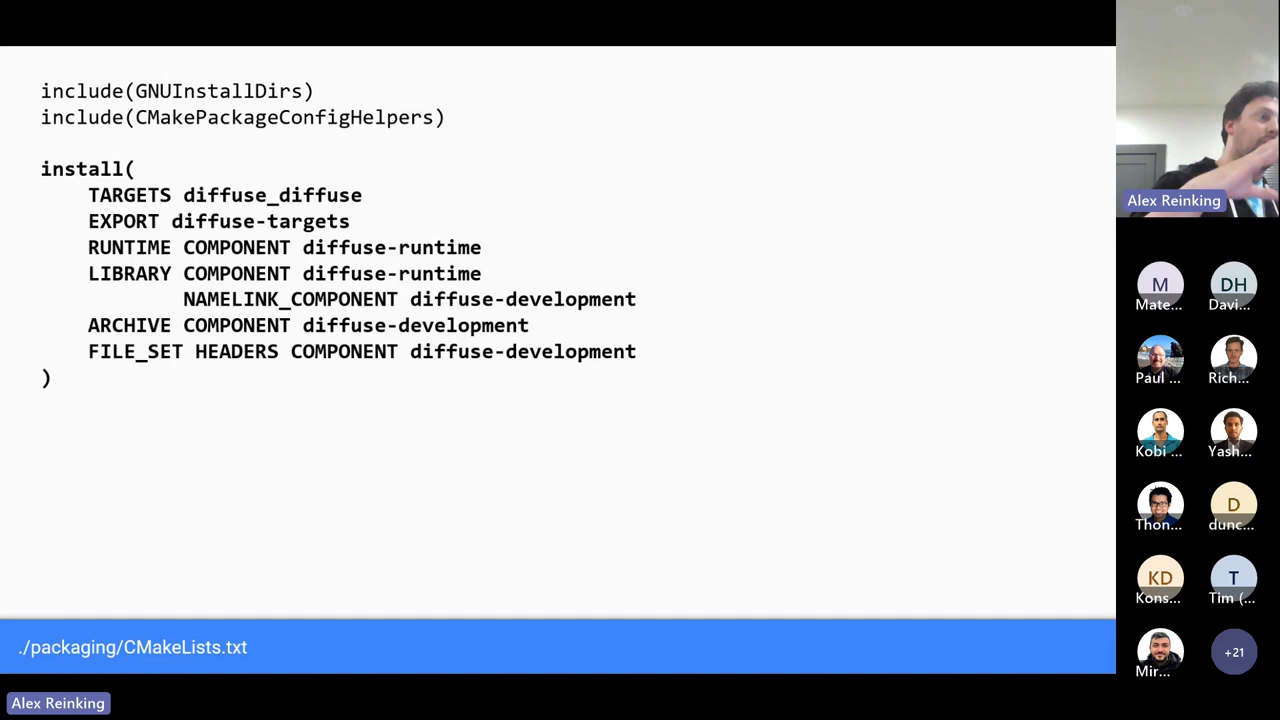 include(GNUInstallDirs)
include(CMakePackageConfigHelpers)
install(
TARGETS diffuse_diffuse
EXPORT diffuse-targets
RUNTIME COMPONENT diffuse-runtime
LIBRARY COMPONENT diffuse-runtime
NAMELINK_COMPONENT diffuse-development
ARCHIVE COMPONENT diffuse-development
FILE_SET HEADERS COMPONENT diffuse-development
)
./packaging/CMakeLists.txt
Alex Reinking
Alex Reinking
M
DH
Mate...
Davi...
Paul ...
Rich...
Kobi ...
Yash...
D
Thon...
dunc...
KD
T
Kons...
Tim (...
+21
Mir...